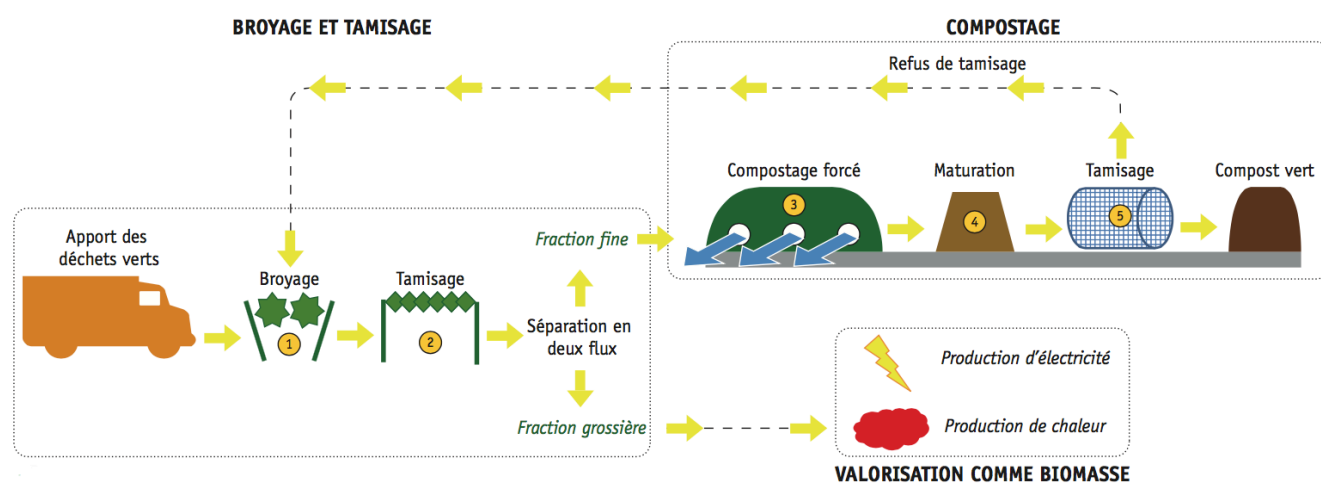 BROYAGE ET TAMISAGE
COMPOSTAGE
Refus de tamisage
Compostage forcé
Maturation
Tamisage
Compost vert
3
4
5
Apport des
déchets verts
Broyage
Tamisage
Fraction fine
1
2
Séparation en
deux flux
Fraction grossière
Production d'électricité
Production de chaleur
VALORISATION COMME BIOMASSE